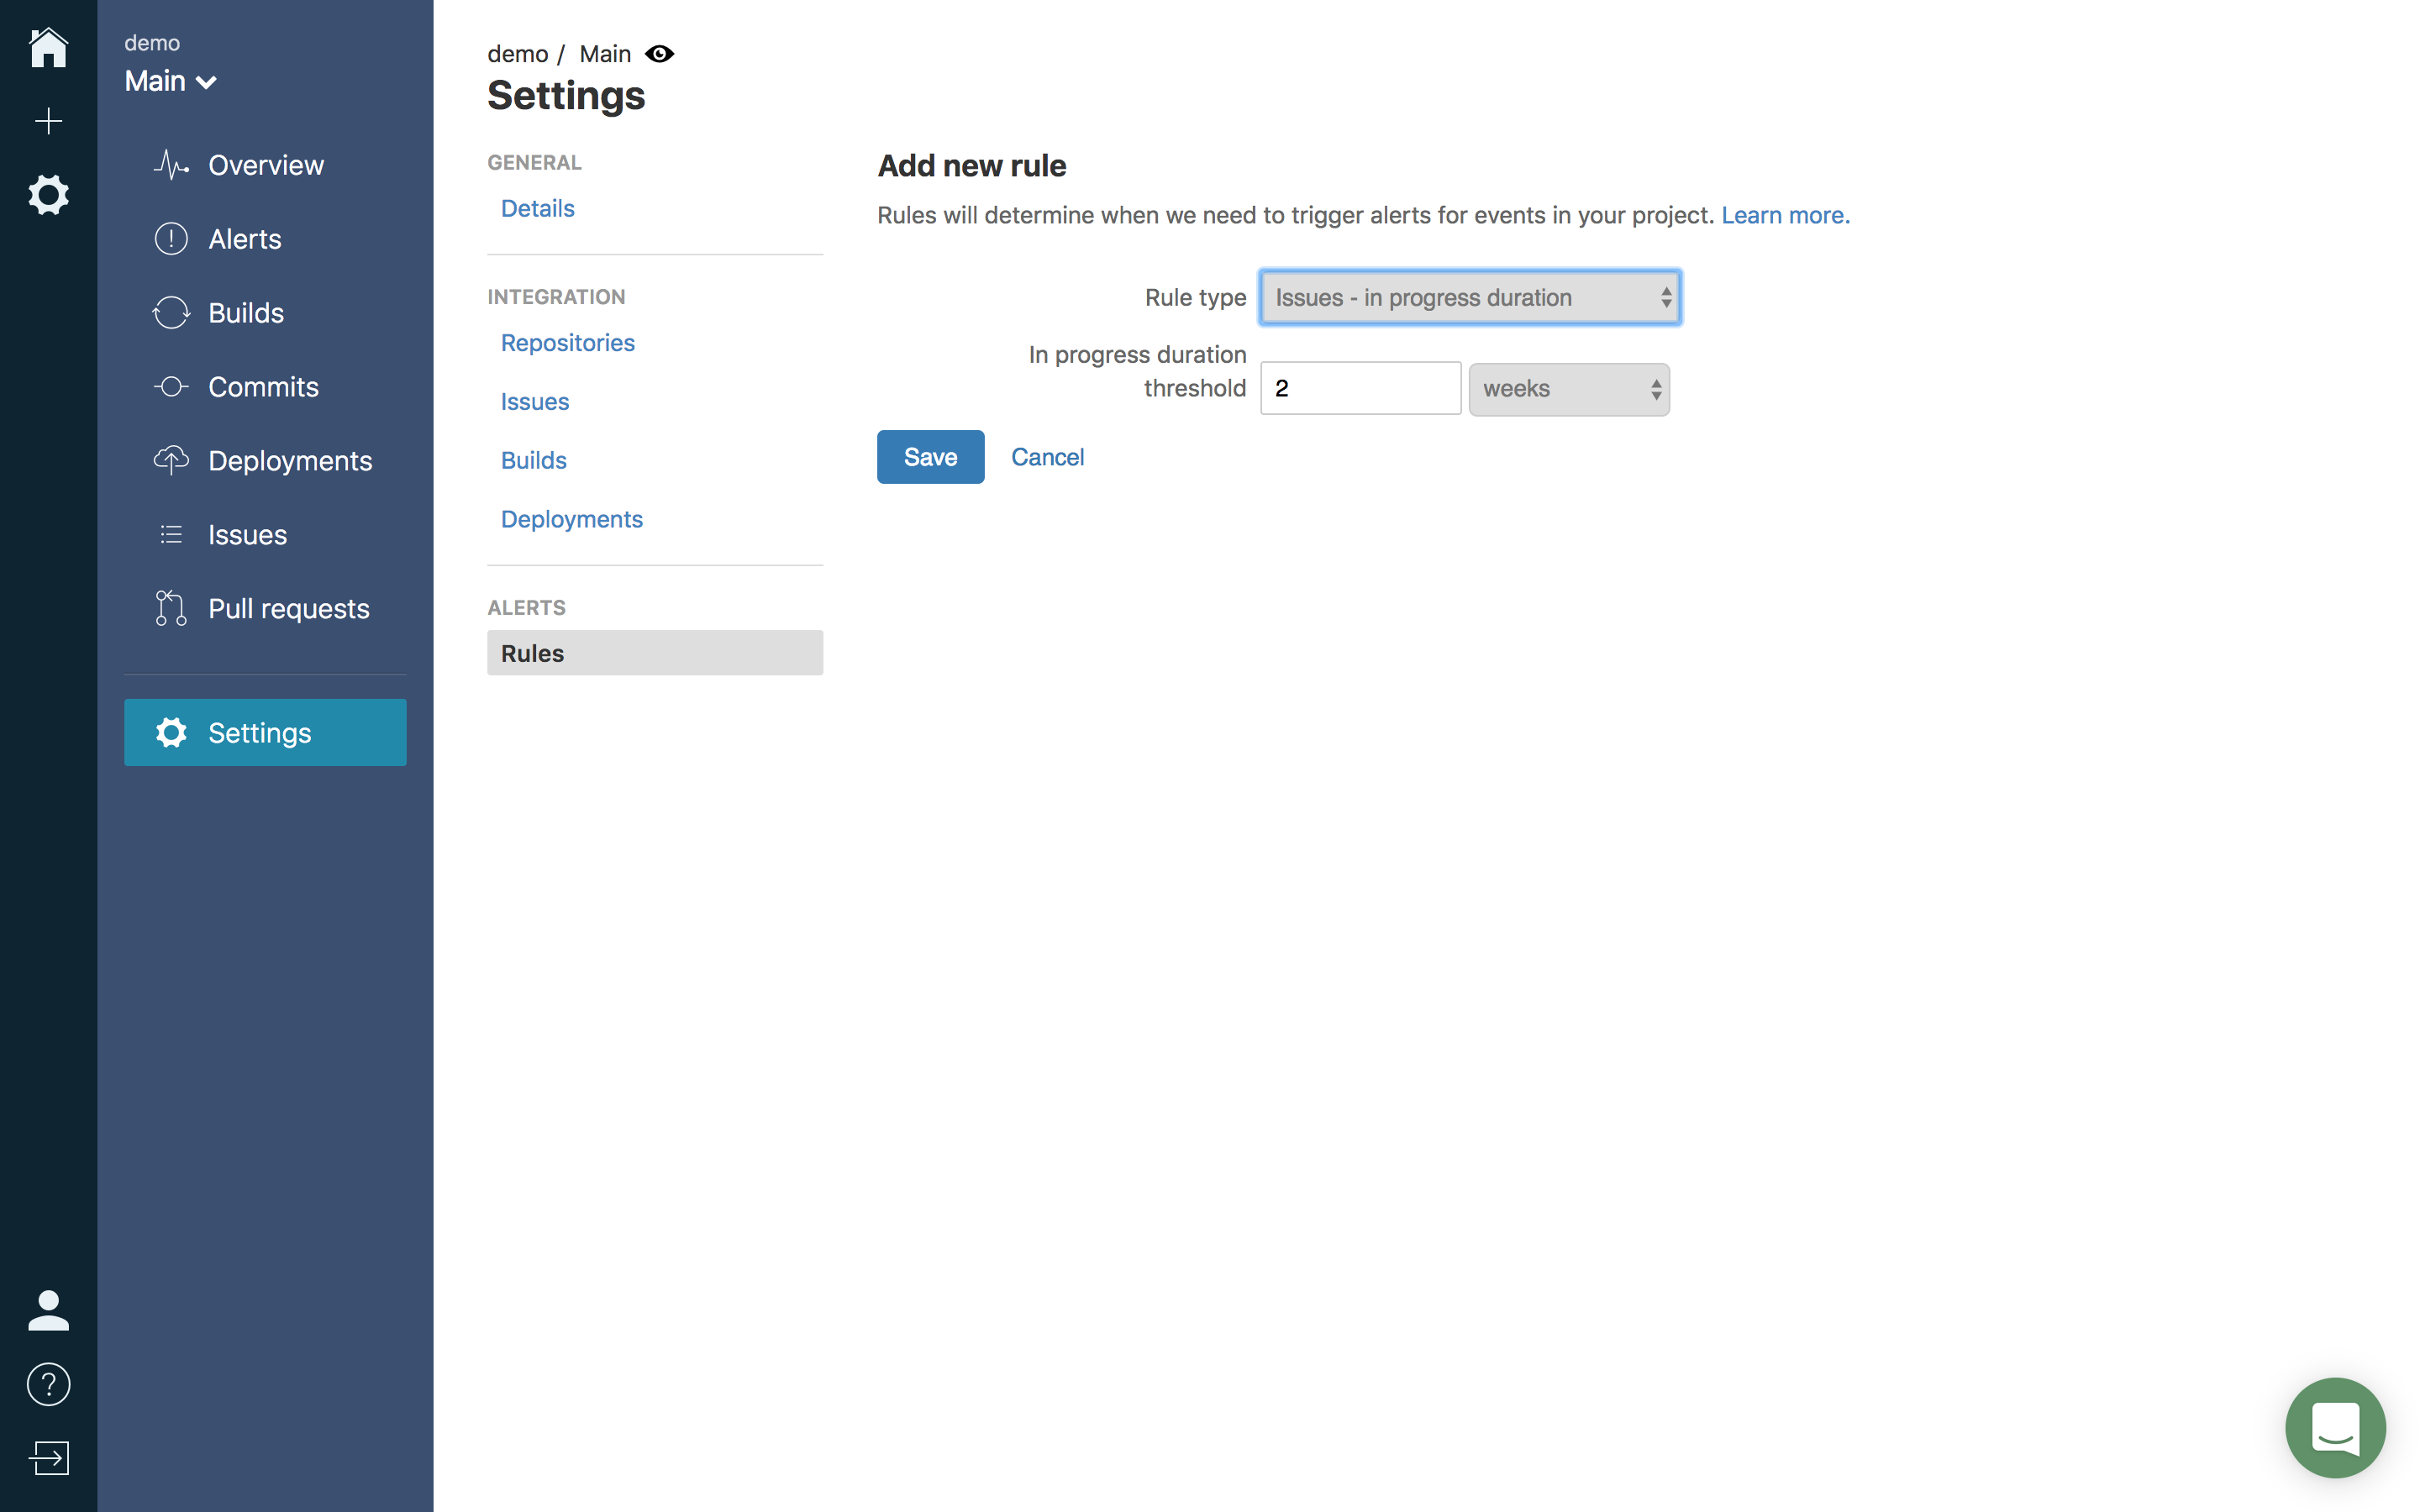 demo
Main
Overview
Alerts
Builds
Commits
Deployments
Issues
Pull requests
Settings
demo / Main
Settings
GENERAL
Details
INTEGRATION
Repositories
Issues
Builds
Deployments
ALERTS
Rules
Add new rule
Rules will determine when we need to trigger alerts for events in your project. Learn more.
Rule type Issues - in progress duration
In progress duration
threshold 2 weeks
Save Cancel
?